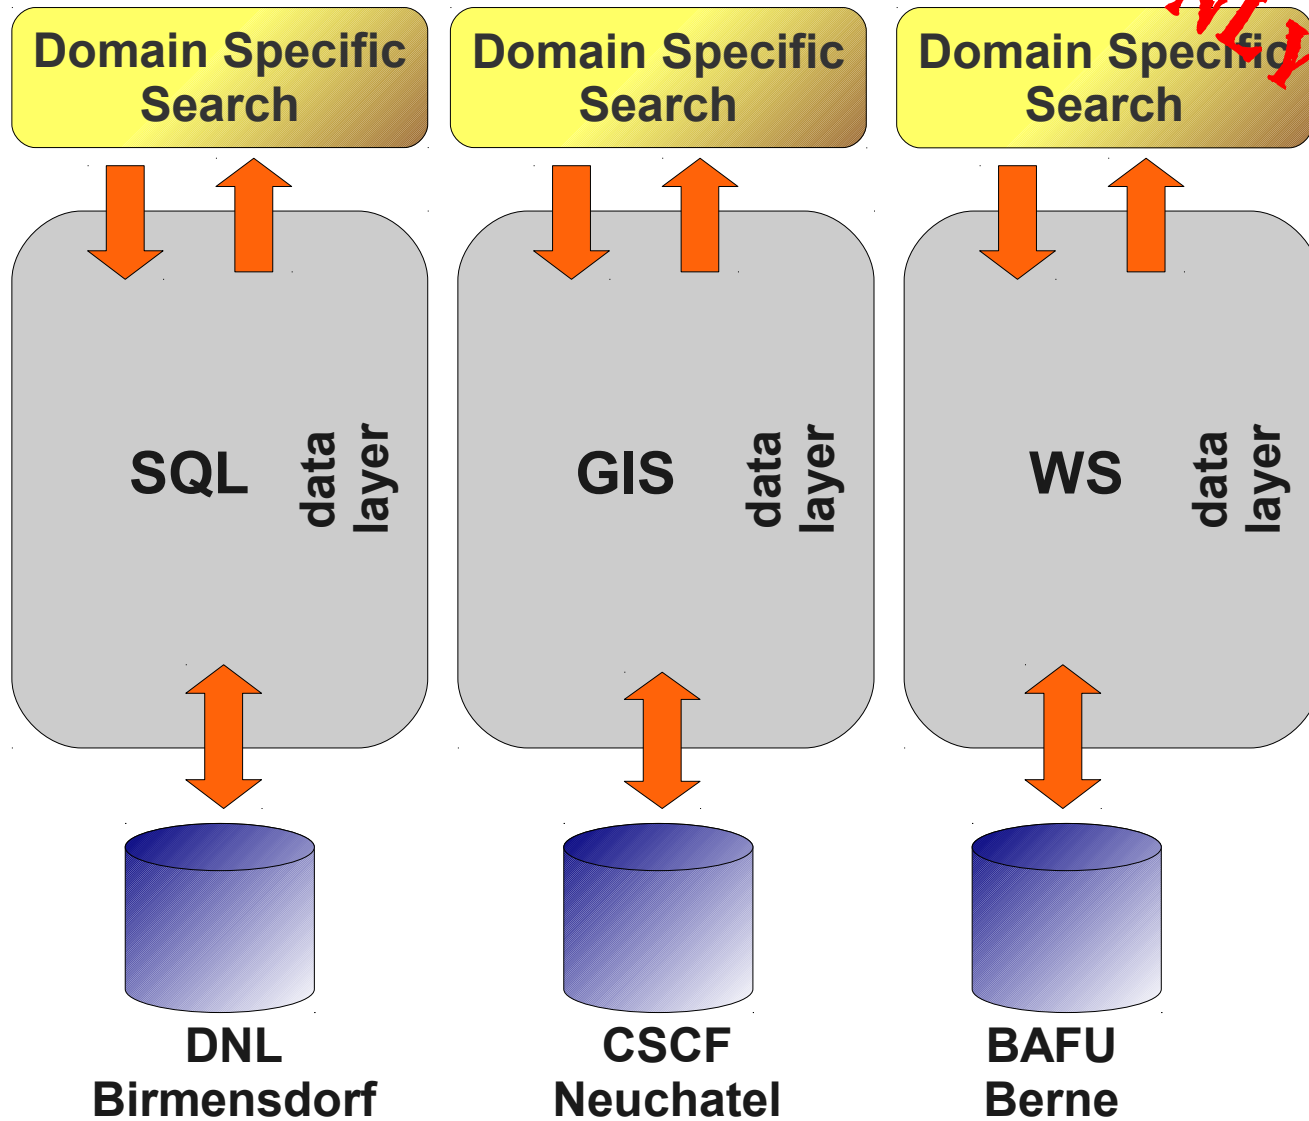 Domain Specific
Search
Domain Specific
Search
Domain Specific
Search
NLY
SQL
data
layer
GIS
data
layer
WS
data
layer
DNL
Birmensdorf
CSCF
Neuchatel
BAFU
Berne